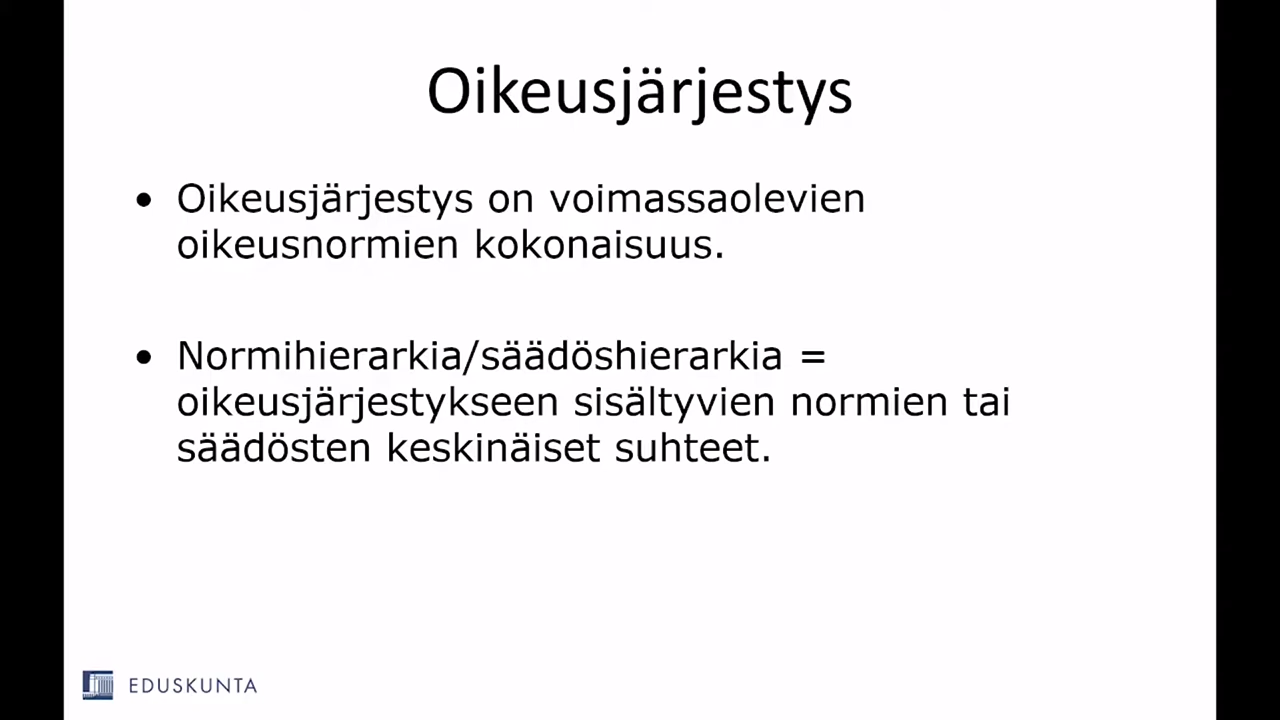 Oikeusjärjestys
• Oikeusjärjestys on voimassaolevien
oikeusnormien kokonaisuus.
• Normihierarkia/säädöshierarkia =
oikeusjärjestykseen sisältyvien normien tai
säädösten keskinäiset suhteet.
EDUSKUNTA